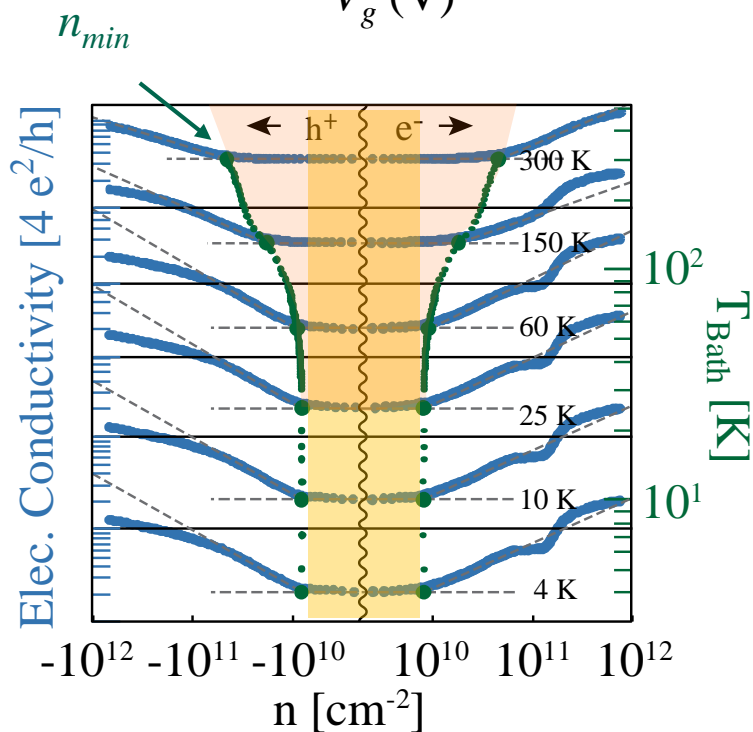 V_g (V)
n_min
h⁺ e⁻
300 K
150 K
60 K
25 K
10 K
4 K
Elec. Conductivity [4 e²/h]
10²
10¹
T_Bath [K]
-10¹² -10¹¹ -10¹⁰ 10¹⁰ 10¹¹ 10¹²
n [cm⁻²]